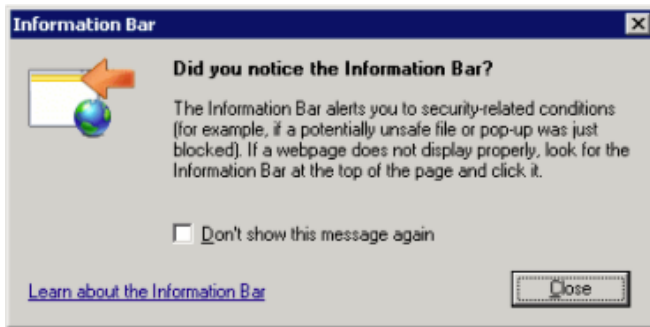 Information Bar
Did you notice the Information Bar?
The Information Bar alerts you to security-related conditions
(for example, if a potentially unsafe file or pop-up was just
blocked). If a webpage does not display properly, look for the
Information Bar at the top of the page and click it.
Don't show this message again
Learn about the Information Bar
Close